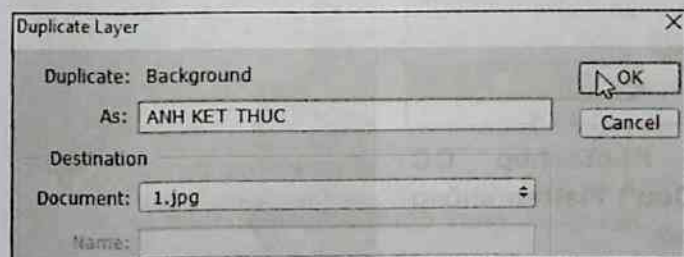 Duplicate Layer
Duplicate: Background
OK
As: ANH KET THUC
Cancel
Destination
Document: 1.jpg
Name: